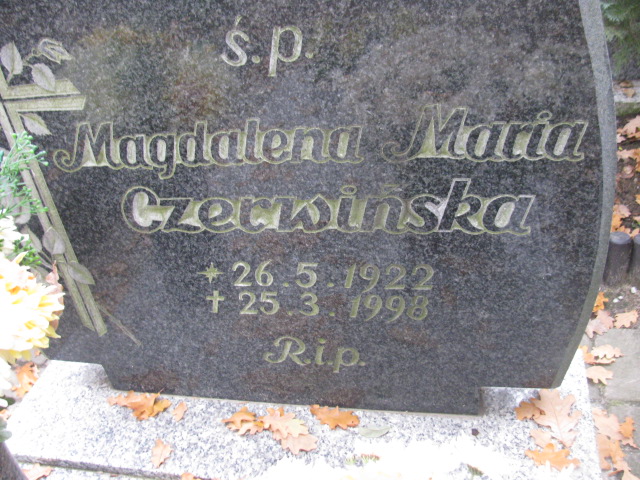 ś.p.
Magdalena Maria
Czerwińska
* 26.5.1922
✝ 25.3.1998
R.i.p.